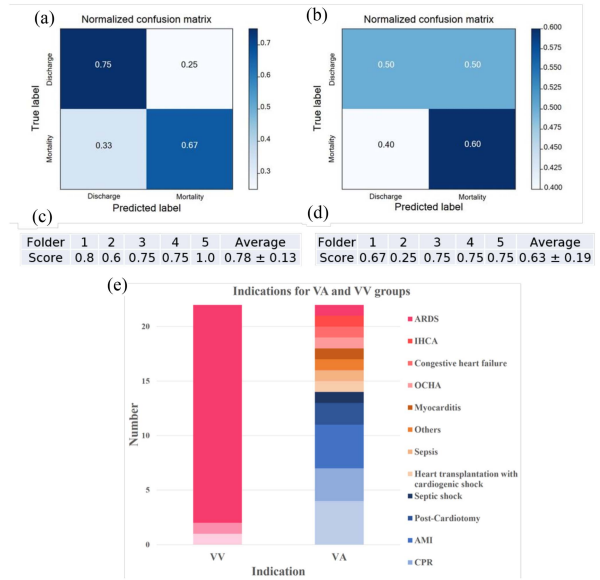 (a)
Normalized confusion matrix
True label
Discharge
Mortality
0.75
0.25
0.33
0.67
Discharge
Mortality
Predicted label
0.7
0.6
0.5
0.4
0.3
(b)
Normalized confusion matrix
True label
Discharge
Mortality
0.50
0.50
0.40
0.60
Discharge
Mortality
Predicted label
0.600
0.575
0.550
0.525
0.500
0.475
0.450
0.425
0.400
(c)
Folder 1 2 3 4 5 Average
Score 0.8 0.6 0.75 0.75 1.0 0.78 ± 0.13
(d)
Folder 1 2 3 4 5 Average
Score 0.67 0.25 0.75 0.75 0.75 0.63 ± 0.19
(e)
Indications for VA and VV groups
Number
20
15
10
5
0
VV
VA
Indication
ARDS
IHCA
Congestive heart failure
OCHA
Myocarditis
Others
Sepsis
Heart transplantation with
cardiogenic shock
Septic shock
Post-Cardiotomy
AMI
CPR